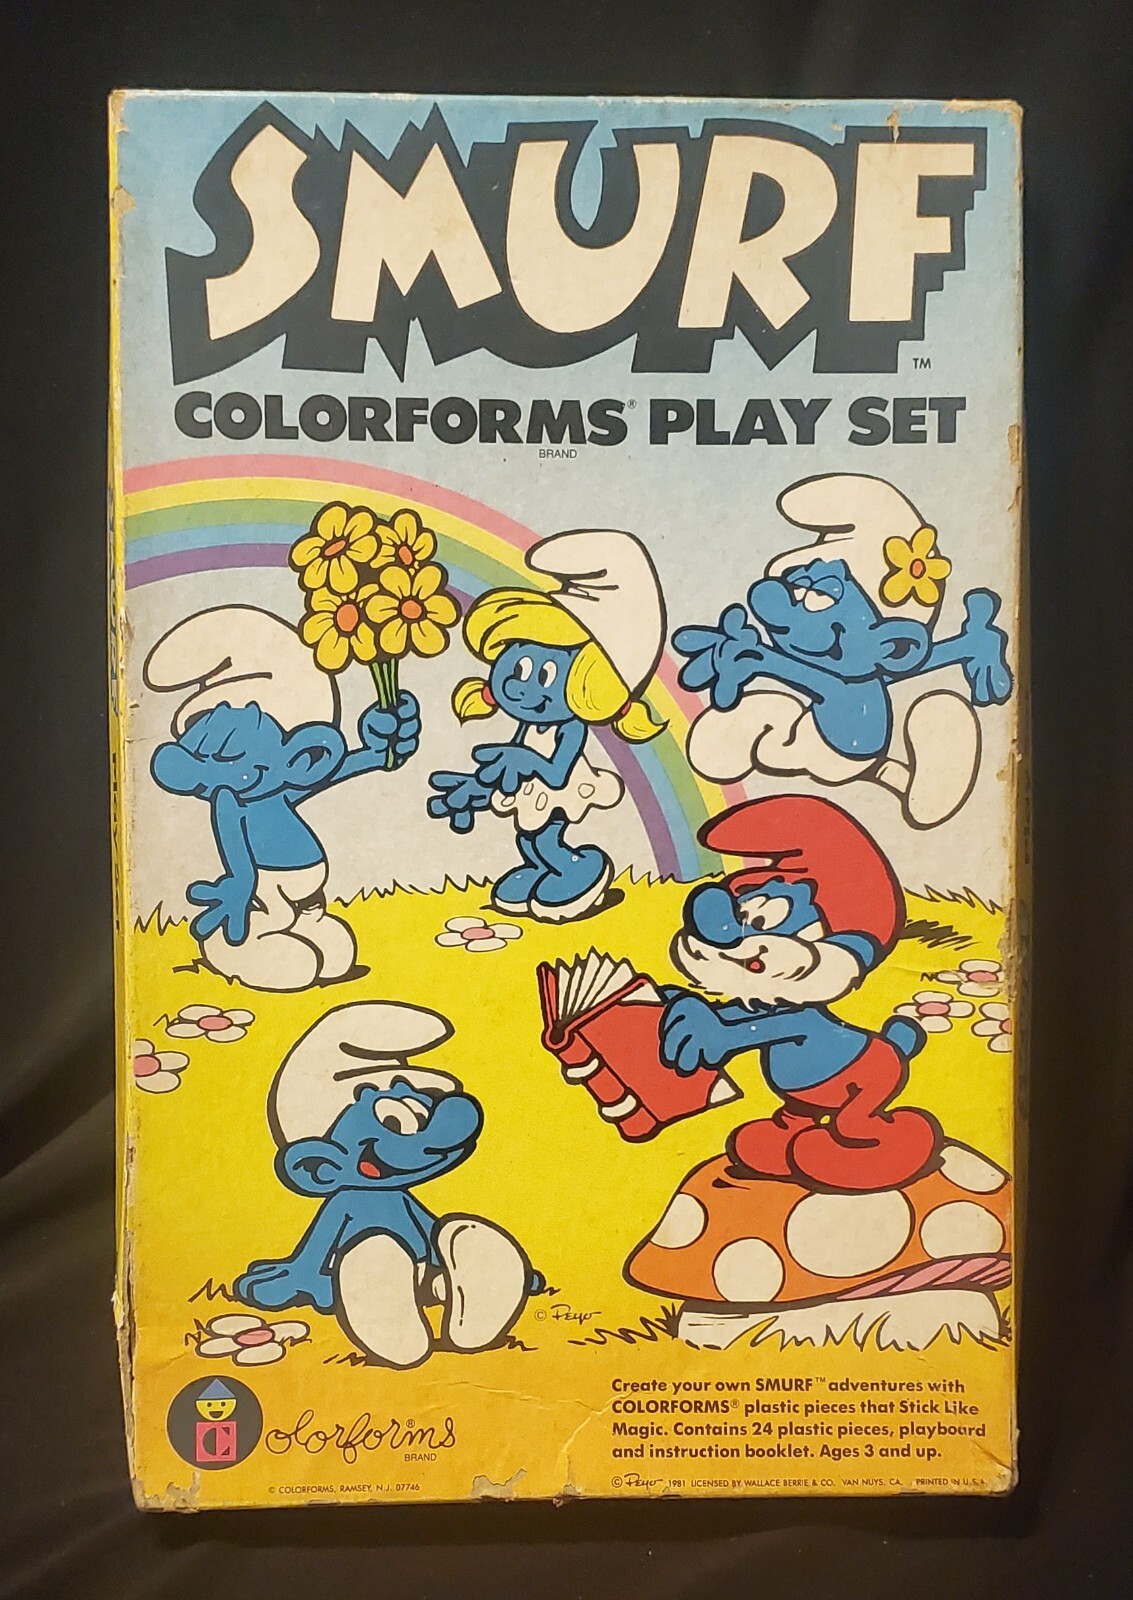 SMURF
™
COLORFORMS® PLAY SET
BRAND
© Peyo
Create your own SMURF™ adventures with
COLORFORMS® plastic pieces that Stick Like
Magic. Contains 24 plastic pieces, playboard
and instruction booklet. Ages 3 and up.
Colorforms®
BRAND
© COLORFORMS, RAMSEY, N.J. 07746
© Peyo 1981 LICENSED BY WALLACE BERRIE & CO. VAN NUYS, CA. PRINTED IN U.S.A.